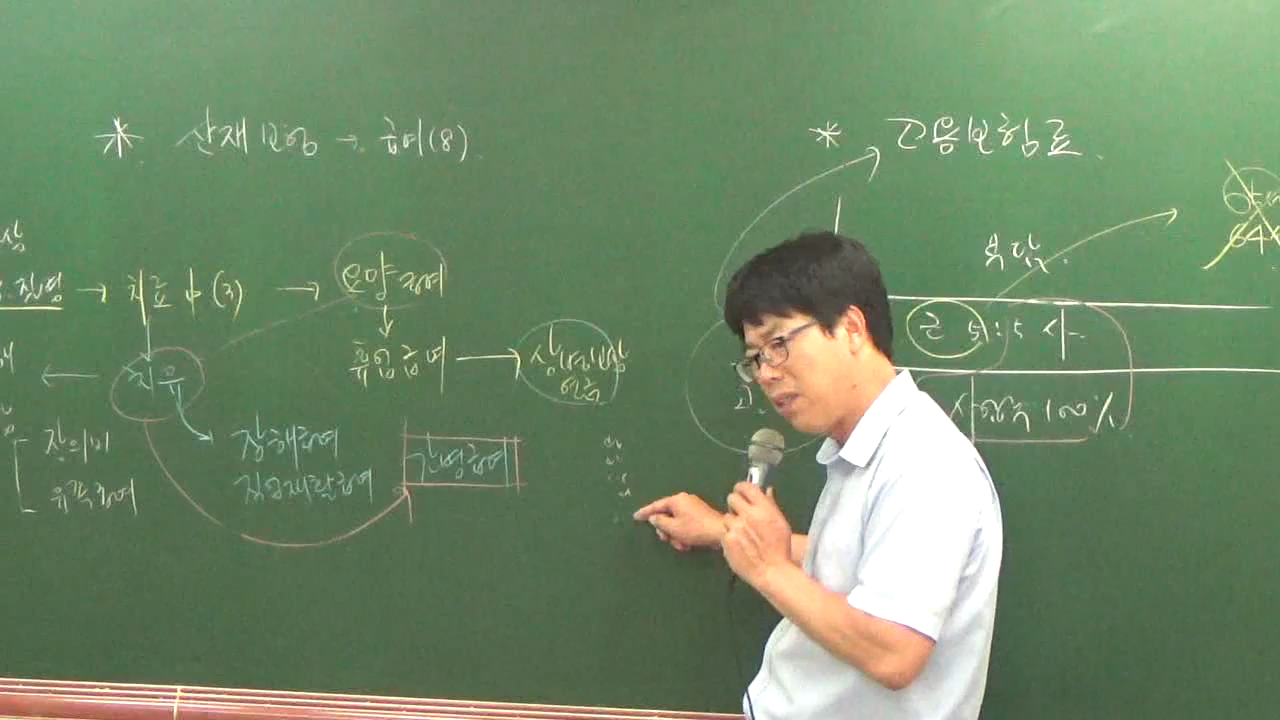 * 산재보험 → 급여(8)
→ 치료 中 (3) → 요양급여
휴업급여 → 상병보상연금
치유
장해급여
직업재활급여
간병급여
장의비
유족급여
* 고용보험료
부담
근 5 : 5 사
사업주 100%
64